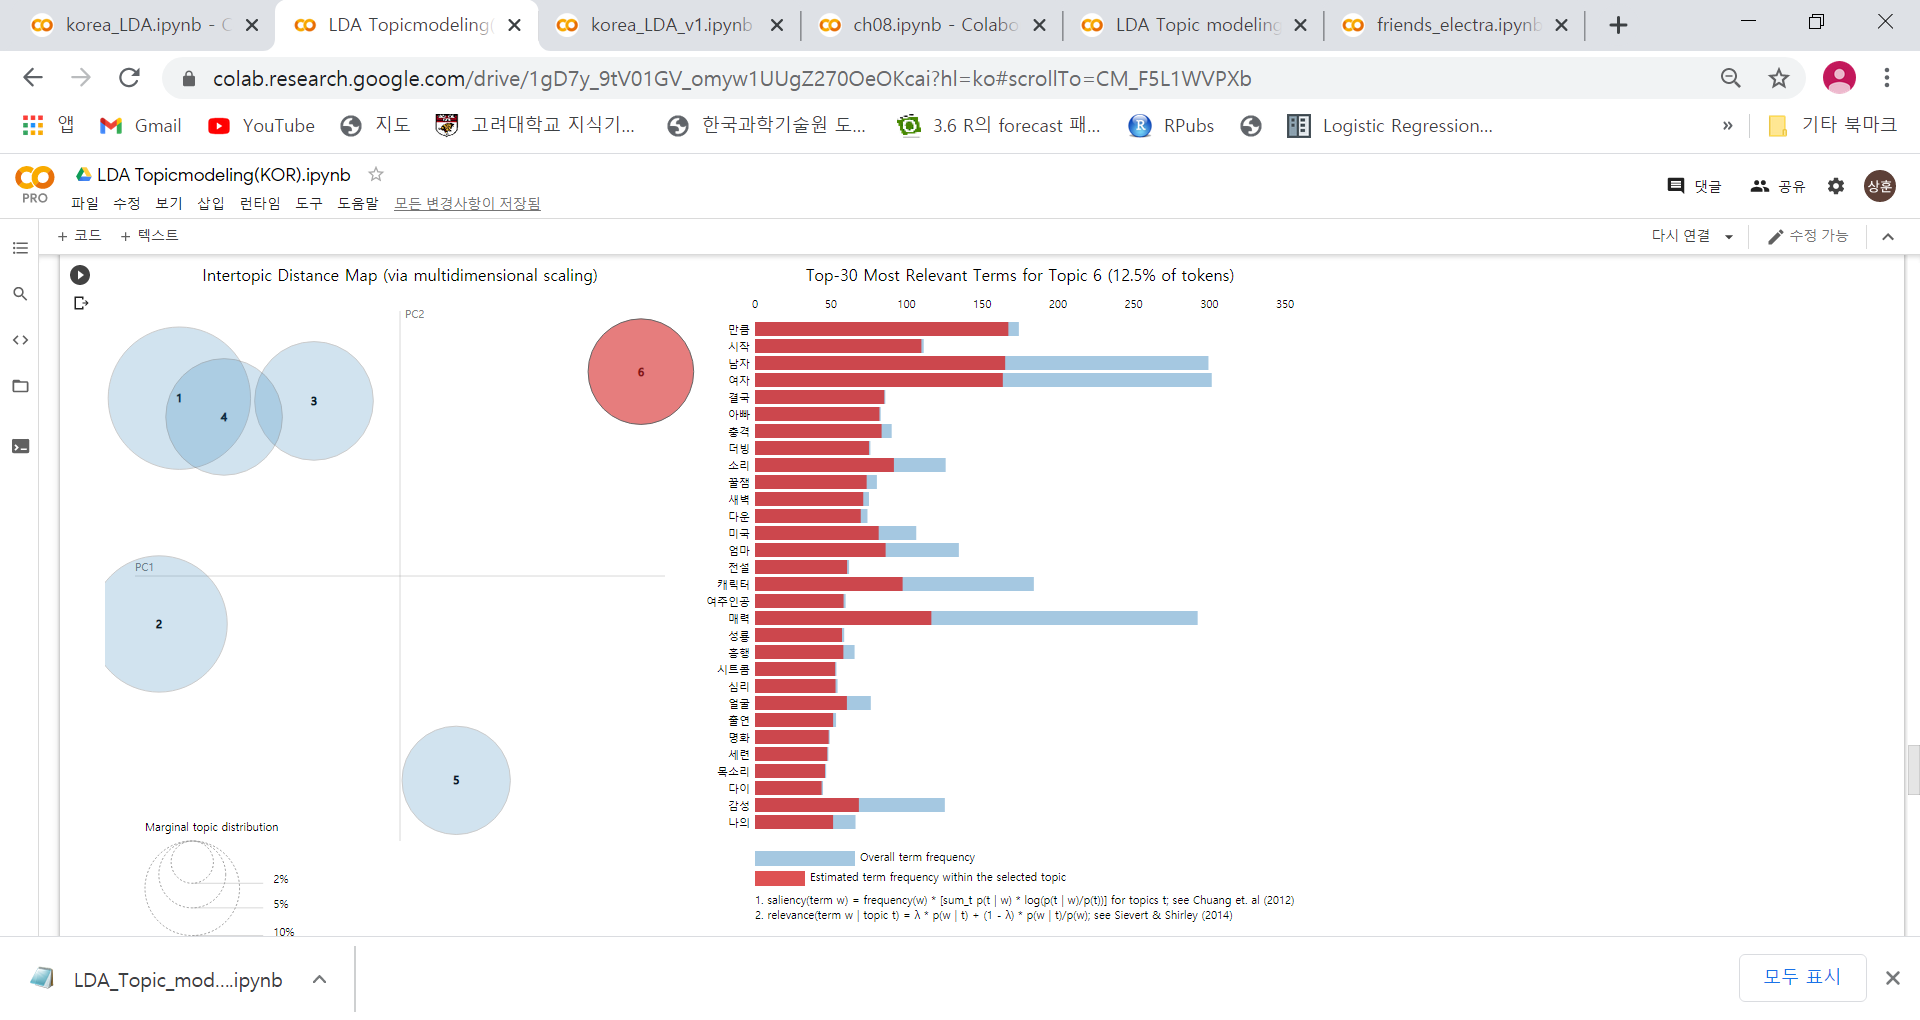 korea_LDA.ipynb - C
LDA Topicmodeling(
korea_LDA_v1.ipynb
ch08.ipynb - Colabo
LDA Topic modeling
friends_electra.ipynb
colab.research.google.com/drive/1gD7y_9tV01GV_omyw1UUgZ270OeOKcai?hl=ko#scrollTo=CM_F5L1WVPXb
앱 Gmail YouTube 지도 고려대학교 지식기... 한국과학기술원 도... 3.6 R의 forecast 패... RPubs Logistic Regression... » 기타 북마크
LDA Topicmodeling(KOR).ipynb
PRO
파일 수정 보기 삽입 런타임 도구 도움말 모든 변경사항이 저장됨
댓글 공유 상훈
+ 코드 + 텍스트 다시 연결 수정 가능
Intertopic Distance Map (via multidimensional scaling)
PC2
PC1
1
4
3
6
2
5
Marginal topic distribution
2%
5%
10%
Top-30 Most Relevant Terms for Topic 6 (12.5% of tokens)
0 50 100 150 200 250 300 350
만큼
시작
남자
여자
결국
아빠
충격
더빙
소리
꿀잼
새벽
다운
미국
엄마
전설
캐릭터
여주인공
매력
성룡
흥행
시트콤
심리
얼굴
출연
명화
세련
목소리
다이
감성
나의
Overall term frequency
Estimated term frequency within the selected topic
1. saliency(term w) = frequency(w) * [sum_t p(t | w) * log(p(t | w)/p(t))] for topics t; see Chuang et. al (2012)
2. relevance(term w | topic t) = λ * p(w | t) + (1 - λ) * p(w | t)/p(w); see Sievert & Shirley (2014)
LDA_Topic_mod....ipynb
모두 표시